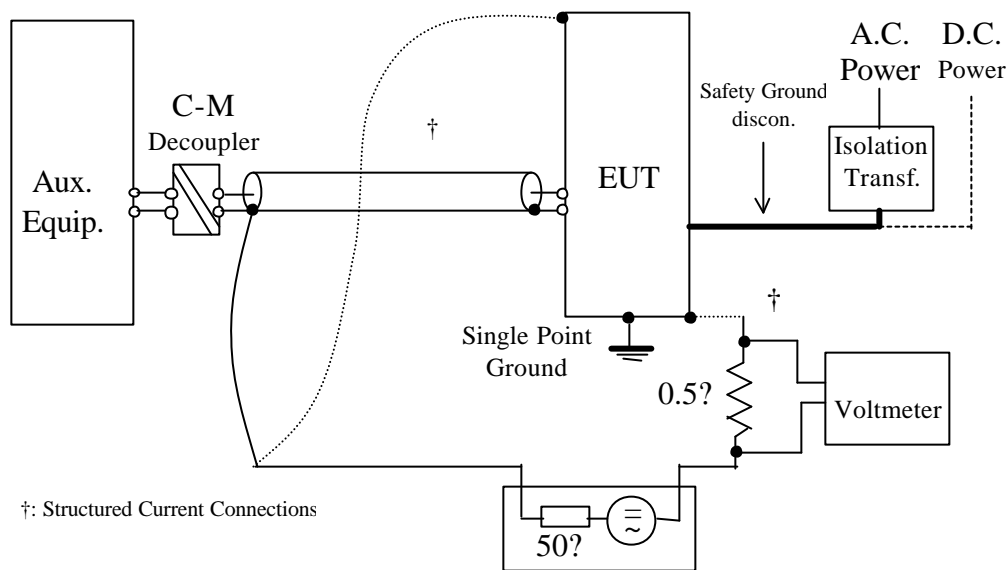 A.C.
Power
D.C.
Power
Safety Ground
discon.
C-M
Decoupler
†
Isolation
Transf.
Aux.
Equip.
EUT
†
Single Point
Ground
0.5?
Voltmeter
†: Structured Current Connections
50?
=
~